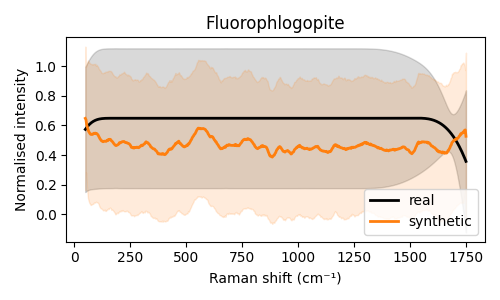 Fluorophlogopite
Normalised intensity
1.0
0.8
0.6
0.4
0.2
0.0
real
synthetic
0 250 500 750 1000 1250 1500 1750
Raman shift (cm⁻¹)